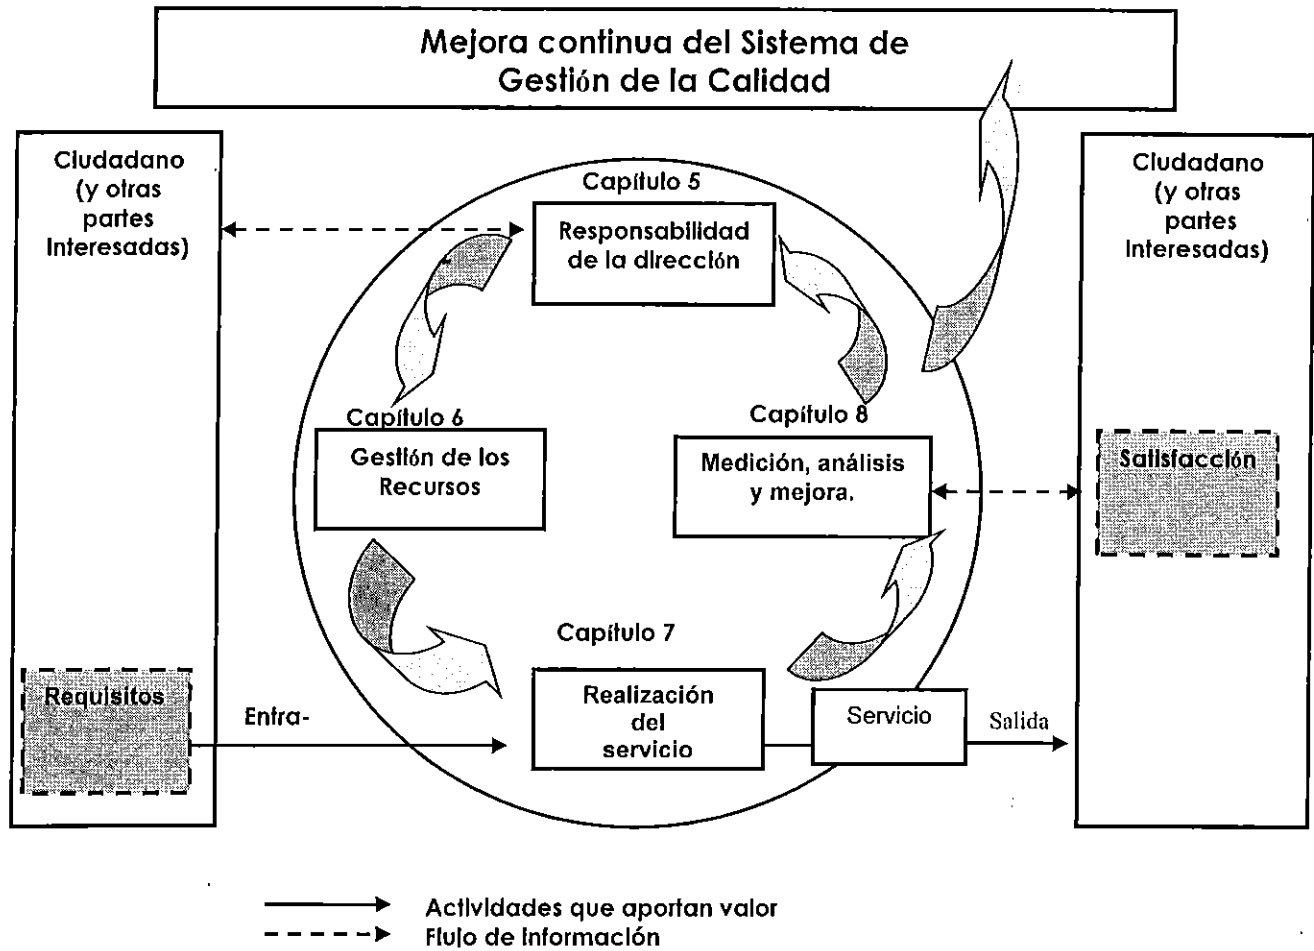 Mejora continua del Sistema de
Gestión de la Calidad
Ciudadano
(y otras
partes
Interesadas)
Capítulo 5
Responsabilidad
de la dirección
Ciudadano
(y otras
partes
Interesadas)
Capítulo 6
Gestión de los
Recursos
Capítulo 8
Medición, análisis
y mejora.
Satisfacción
Capítulo 7
Requisitos
Entra-
Realización
del
servicio
Servicio
Salida
Actividades que aportan valor
Flujo de Información